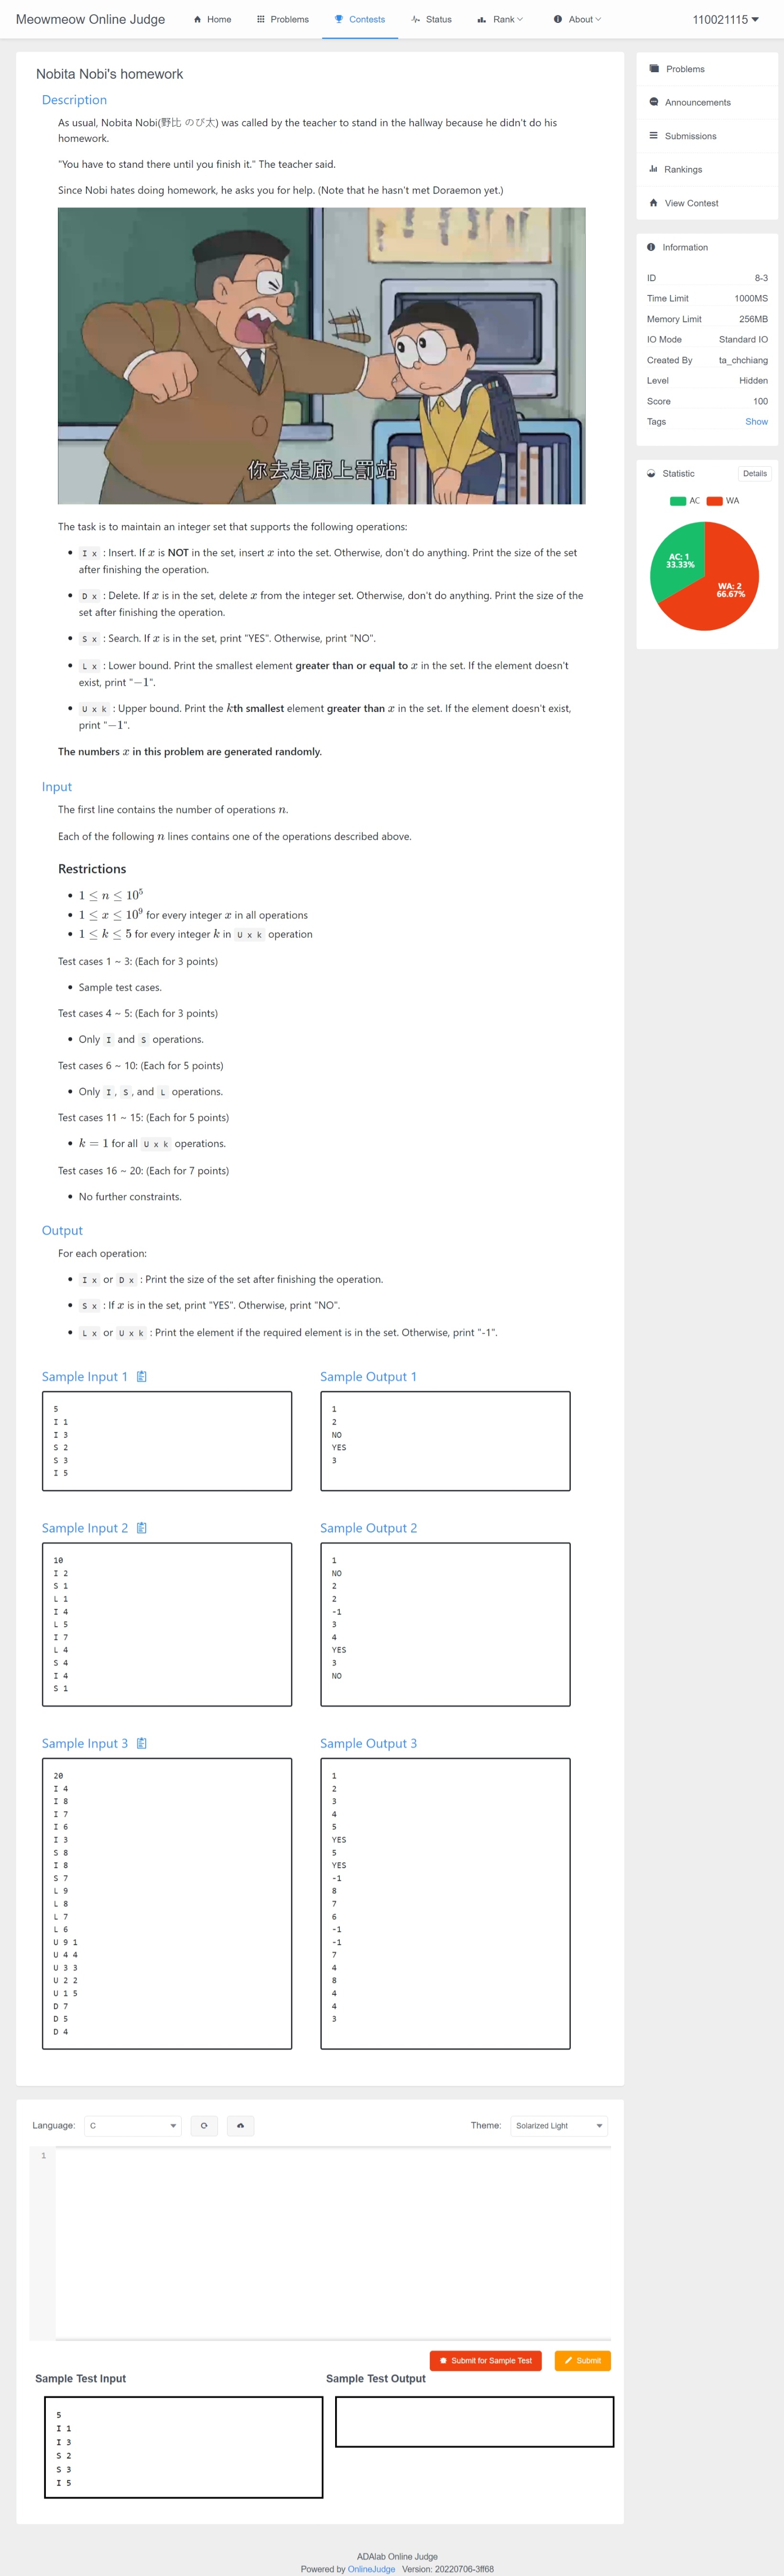 Meowmeow Online Judge Home Problems Contests Status Rank About 110021115
Nobita Nobi's homework
Description
As usual, Nobita Nobi(野比 のび太) was called by the teacher to stand in the hallway because he didn't do his
homework.
"You have to stand there until you finish it." The teacher said.
Since Nobi hates doing homework, he asks you for help. (Note that he hasn't met Doraemon yet.)
你去走廊上罰站
The task is to maintain an integer set that supports the following operations:
I x : Insert. If x is NOT in the set, insert x into the set. Otherwise, don't do anything. Print the size of the set
after finishing the operation.
D x : Delete. If x is in the set, delete x from the integer set. Otherwise, don't do anything. Print the size of the
set after finishing the operation.
S x : Search. If x is in the set, print "YES". Otherwise, print "NO".
L x : Lower bound. Print the smallest element greater than or equal to x in the set. If the element doesn't
exist, print "−1".
U x k : Upper bound. Print the kth smallest element greater than x in the set. If the element doesn't exist,
print "−1".
The numbers x in this problem are generated randomly.
Input
The first line contains the number of operations n.
Each of the following n lines contains one of the operations described above.
Restrictions
1 ≤ n ≤ 10⁵
1 ≤ x ≤ 10⁹ for every integer x in all operations
1 ≤ k ≤ 5 for every integer k in U x k operation
Test cases 1 ~ 3: (Each for 3 points)
Sample test cases.
Test cases 4 ~ 5: (Each for 3 points)
Only I and S operations.
Test cases 6 ~ 10: (Each for 5 points)
Only I, S, and L operations.
Test cases 11 ~ 15: (Each for 5 points)
k = 1 for all U x k operations.
Test cases 16 ~ 20: (Each for 7 points)
No further constraints.
Output
For each operation:
I x or D x : Print the size of the set after finishing the operation.
S x : If x is in the set, print "YES". Otherwise, print "NO".
L x or U x k : Print the element if the required element is in the set. Otherwise, print "-1".
Sample Input 1
5
I 1
I 3
S 2
S 3
I 5
Sample Output 1
1
2
NO
YES
3
Sample Input 2
10
I 2
S 1
L 1
I 4
L 5
I 7
L 4
S 4
I 4
S 1
Sample Output 2
1
NO
2
2
-1
3
4
YES
3
NO
Sample Input 3
20
I 4
I 8
I 7
I 6
I 3
S 8
I 8
S 7
L 9
L 8
L 7
L 6
U 9 1
U 4 4
U 3 3
U 2 2
U 1 5
D 7
D 5
D 4
Sample Output 3
1
2
3
4
5
YES
5
YES
-1
8
7
6
-1
-1
7
4
8
4
4
3
Language: C Theme: Solarized Light
1
Submit for Sample Test Submit
Sample Test Input
5
I 1
I 3
S 2
S 3
I 5
Sample Test Output
Problems
Announcements
Submissions
Rankings
View Contest
Information
ID 8-3
Time Limit 1000MS
Memory Limit 256MB
IO Mode Standard IO
Created By ta_chchiang
Level Hidden
Score 100
Tags Show
Statistic Details
AC WA
AC: 1
33.33%
WA: 2
66.67%
ADAlab Online Judge
Powered by OnlineJudge Version: 20220706-3ff68